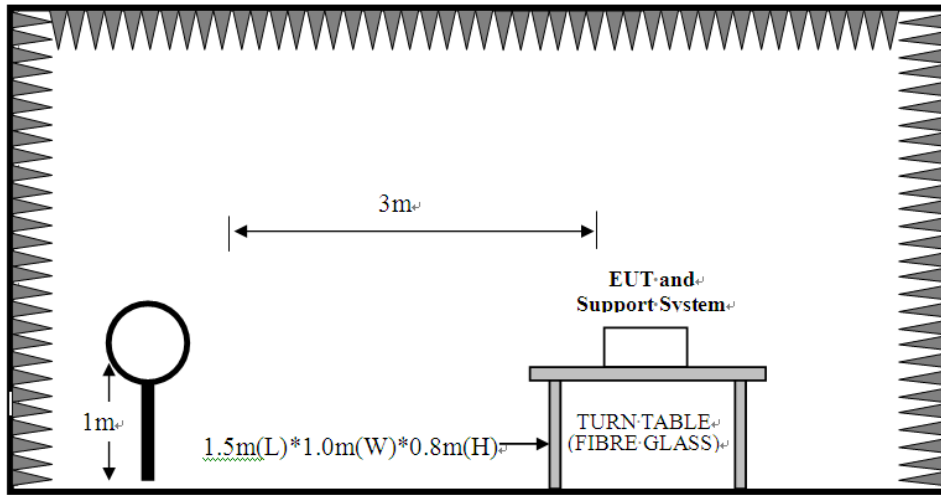 3m
EUT and
Support System
1m
1.5m(L)*1.0m(W)*0.8m(H)
TURN TABLE
(FIBRE GLASS)